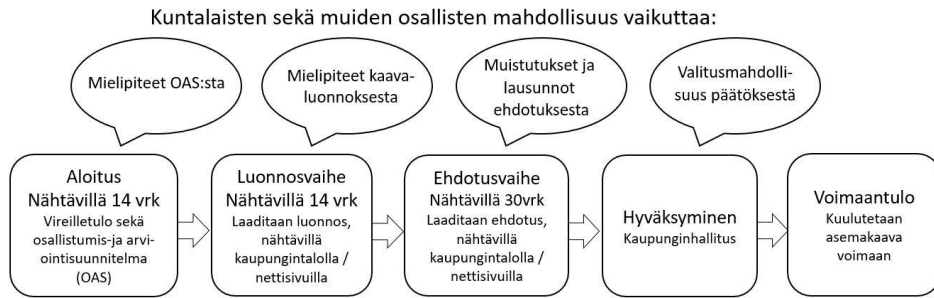 Kuntalaisten sekä muiden osallisten mahdollisuus vaikuttaa:
Mielipiteet OAS:sta
Mielipiteet kaava-
luonnoksesta
Muistutukset ja
lausunnot
ehdotuksesta
Valitusmahdolli-
suus päätöksestä
Aloitus
Nähtävillä 14 vrk
Vireilletulo sekä
osallistumis-ja arvi-
ointisuunnitelma
(OAS)
Luonnosvaihe
Nähtävillä 14 vrk
Laaditaan luonnos,
nähtävillä
kaupungintalolla /
nettisivuilla
Ehdotusvaihe
Nähtävillä 30vrk
Laaditaan ehdotus,
nähtävillä
kaupungintalolla /
nettisivuilla
Hyväksyminen
Kaupunginhallitus
Voimaantulo
Kuulutetaan
asemakaava
voimaan